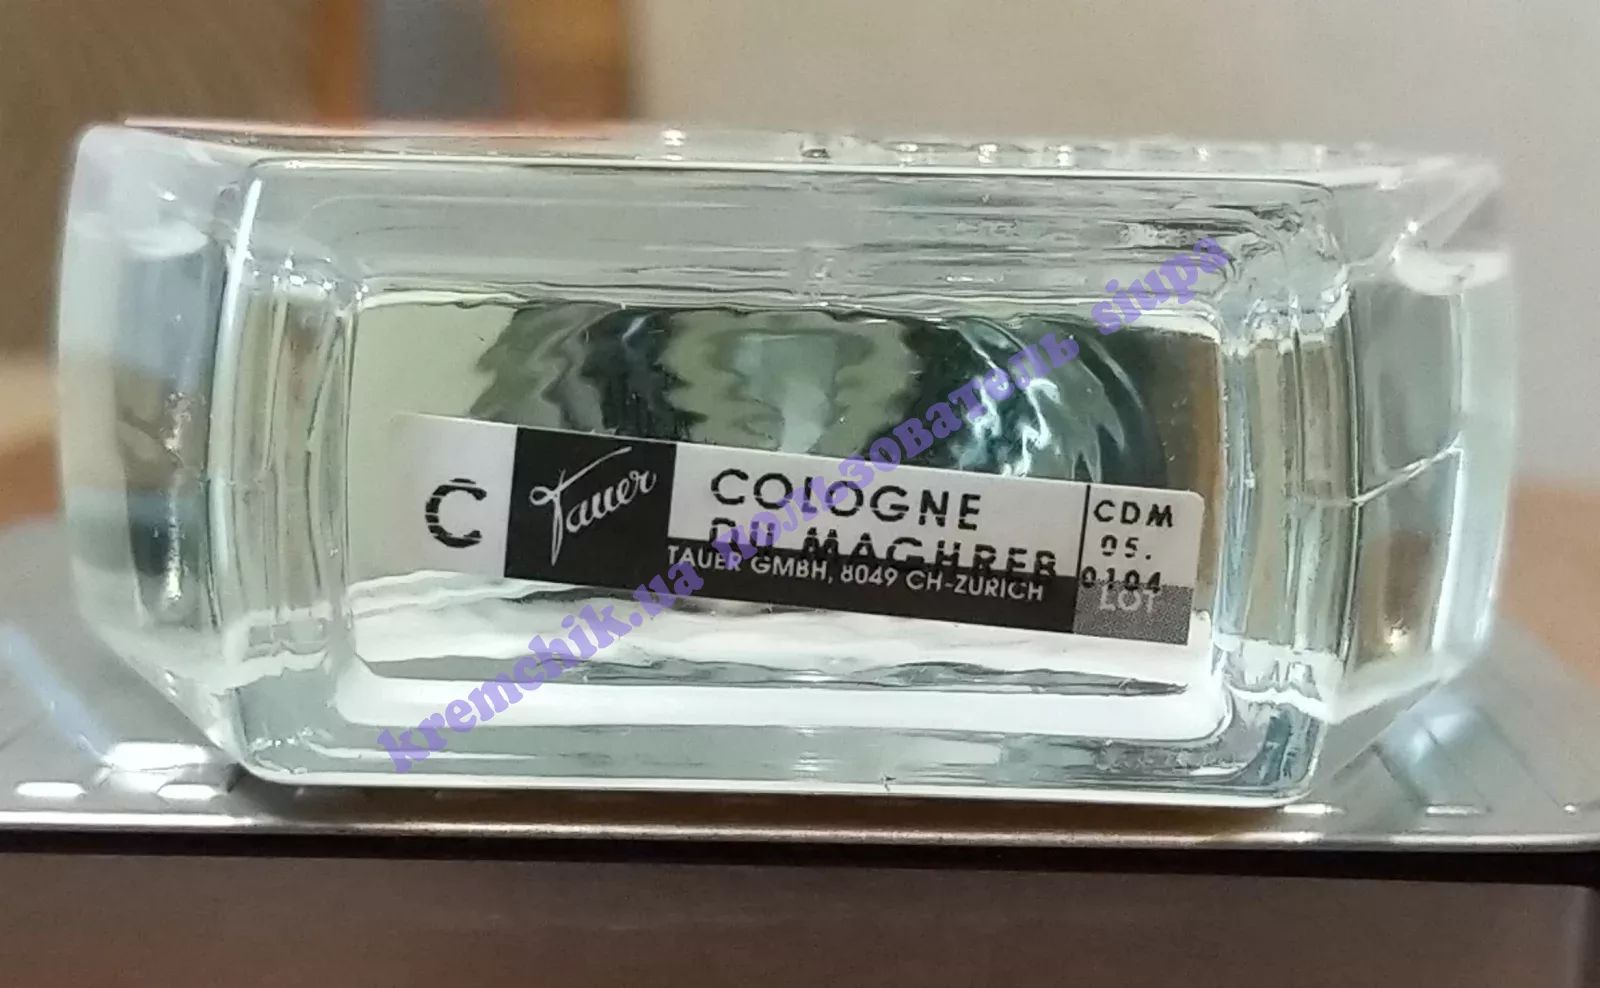 C
Tauer
COLOGNE
DU MAGHREB
TAUER GMBH, 8049 CH-ZURICH
CDM
05.
0104
LOT
kremchik.ua пользователь siupa